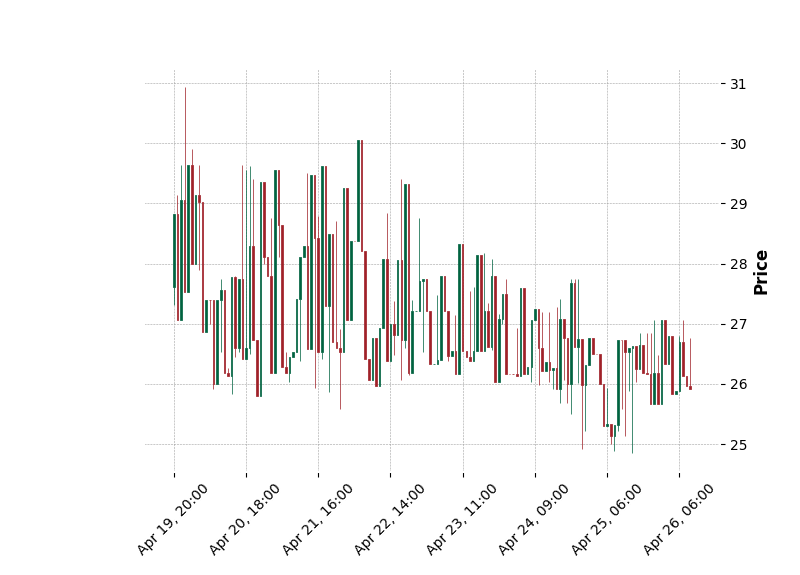 31
30
29
28
27
26
25
Price
Apr 19, 20:00
Apr 20, 18:00
Apr 21, 16:00
Apr 22, 14:00
Apr 23, 11:00
Apr 24, 09:00
Apr 25, 06:00
Apr 26, 06:00